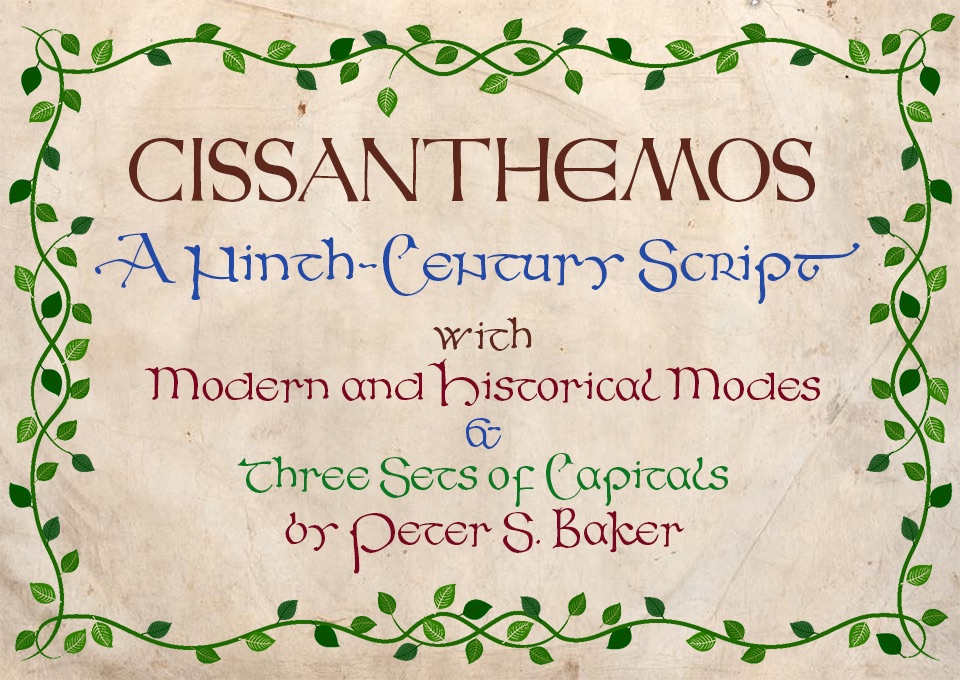 CISSANTHEMOS
A Ninth-Century Script
with
Modern and Historical Modes
&
Three Sets of Capitals
by Peter S. Baker